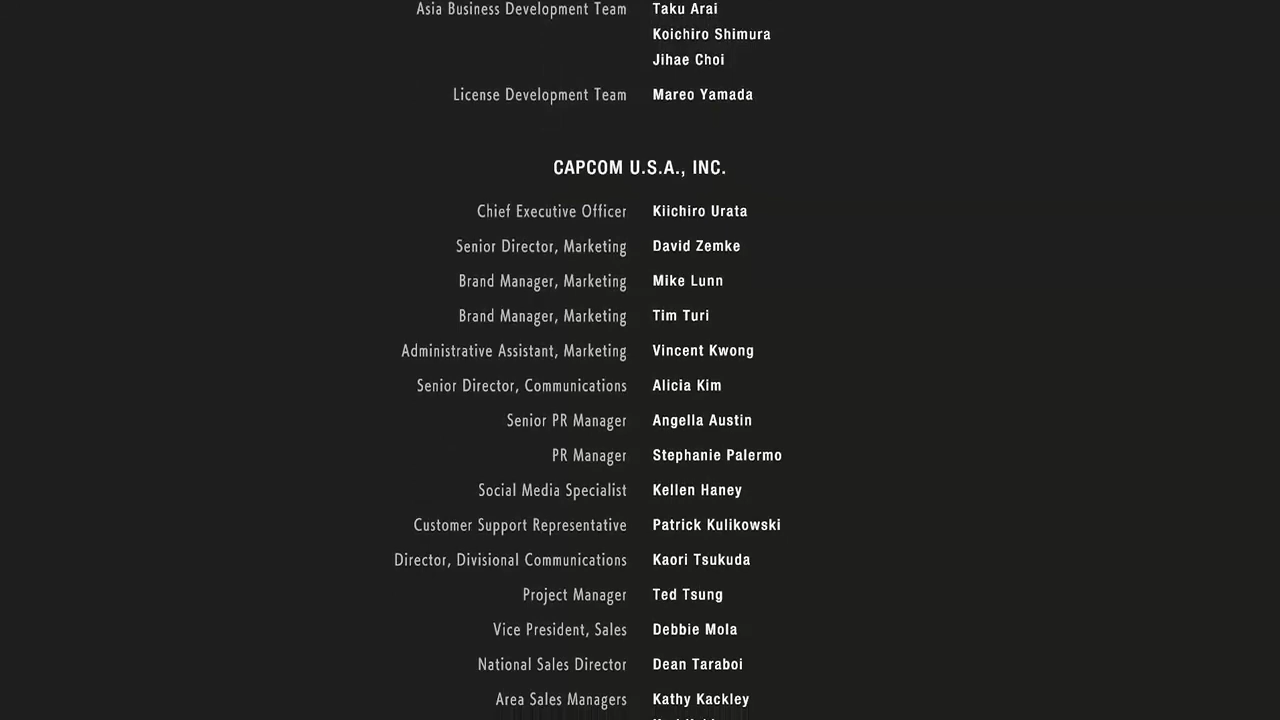 Asia Business Development Team Taku Arai
Koichiro Shimura
Jihae Choi
License Development Team Mareo Yamada
CAPCOM U.S.A., INC.
Chief Executive Officer Kiichiro Urata
Senior Director, Marketing David Zemke
Brand Manager, Marketing Mike Lunn
Brand Manager, Marketing Tim Turi
Administrative Assistant, Marketing Vincent Kwong
Senior Director, Communications Alicia Kim
Senior PR Manager Angella Austin
PR Manager Stephanie Palermo
Social Media Specialist Kellen Haney
Customer Support Representative Patrick Kulikowski
Director, Divisional Communications Kaori Tsukuda
Project Manager Ted Tsung
Vice President, Sales Debbie Mola
National Sales Director Dean Taraboi
Area Sales Managers Kathy Kackley